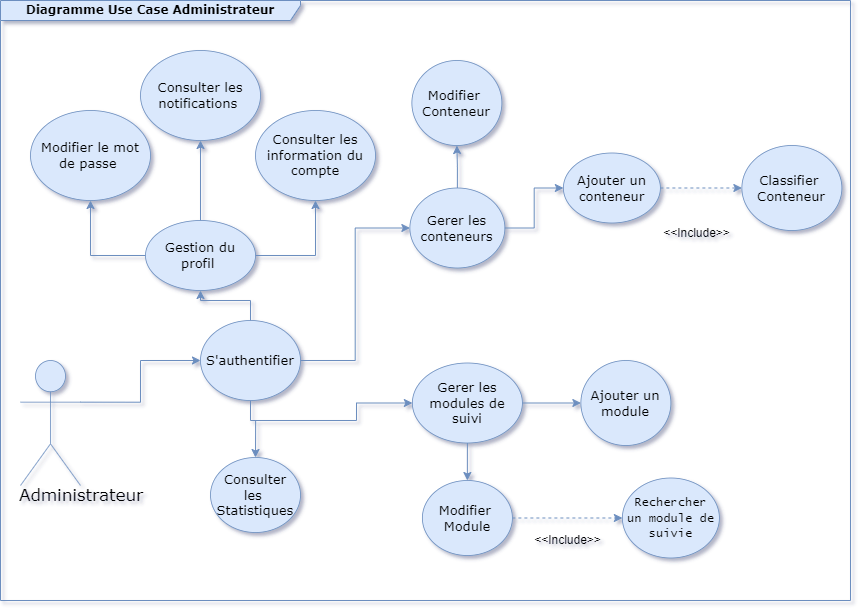 Diagramme Use Case Administrateur
Consulter les
notifications
Modifier le mot
de passe
Consulter les
information du
compte
Gestion du
profil
Modifier
Conteneur
Gerer les
conteneurs
Ajouter un
conteneur
<<Include>>
Classifier
Conteneur
S'authentifier
Administrateur
Gerer les
modules de
suivi
Ajouter un
module
Consulter
les
Statistiques
Modifier
Module
<<Include>>
Rechercher
un module de
suivie